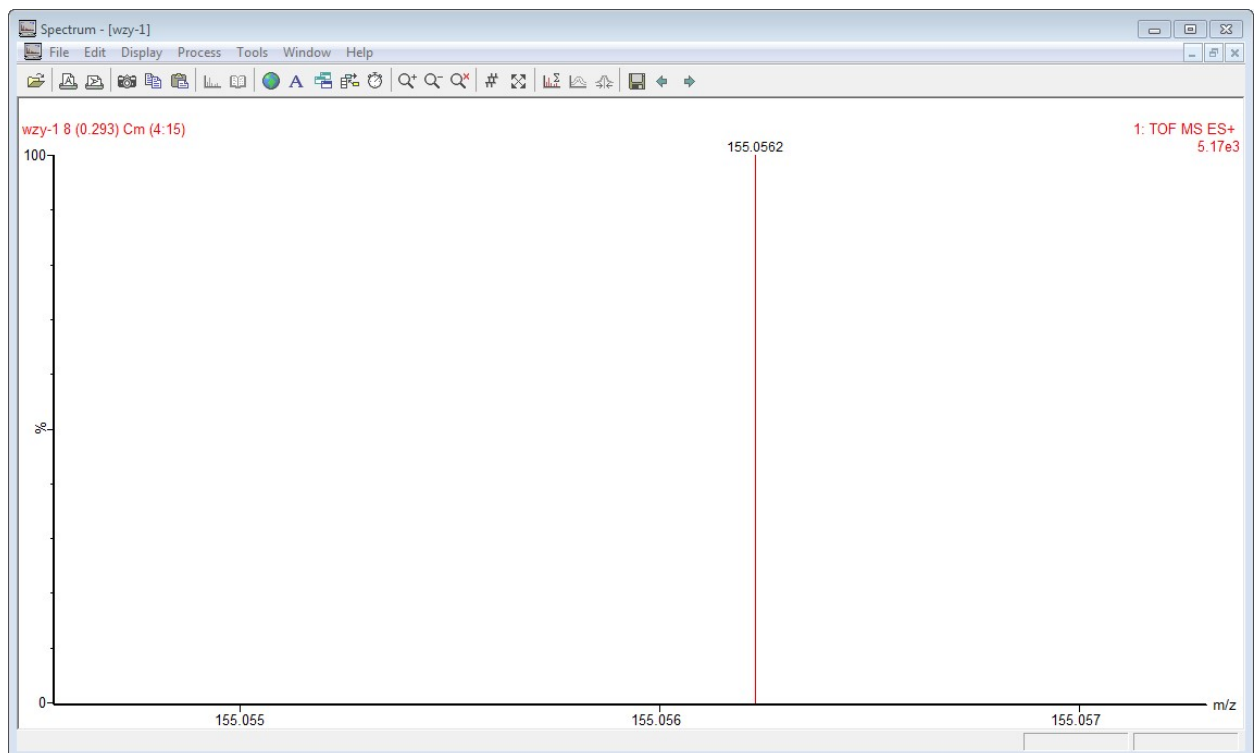 Spectrum - [wzy-1]
File Edit Display Process Tools Window Help
wzy-1 8 (0.293) Cm (4:15)
1: TOF MS ES+
5.17e3
155.0562
100
%
0
155.055 155.056 155.057 m/z